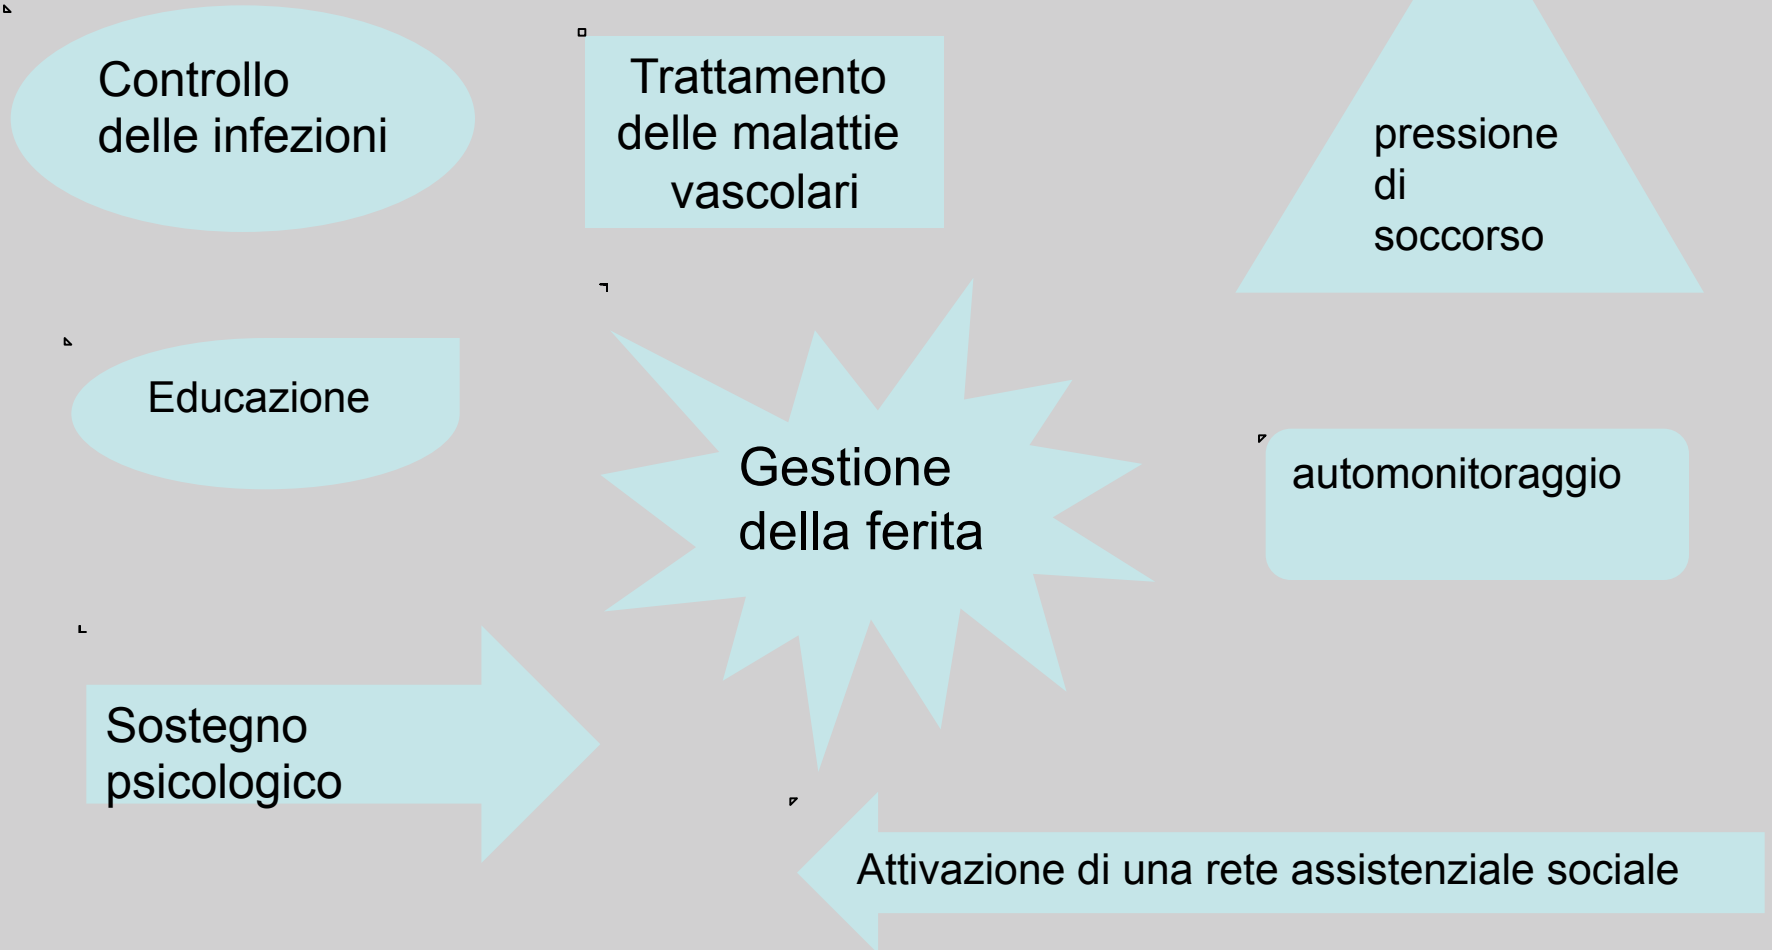 Controllo
delle infezioni
Trattamento
delle malattie
vascolari
pressione
di
soccorso
Educazione
Gestione
della ferita
automonitoraggio
Sostegno
psicologico
Attivazione di una rete assistenziale sociale